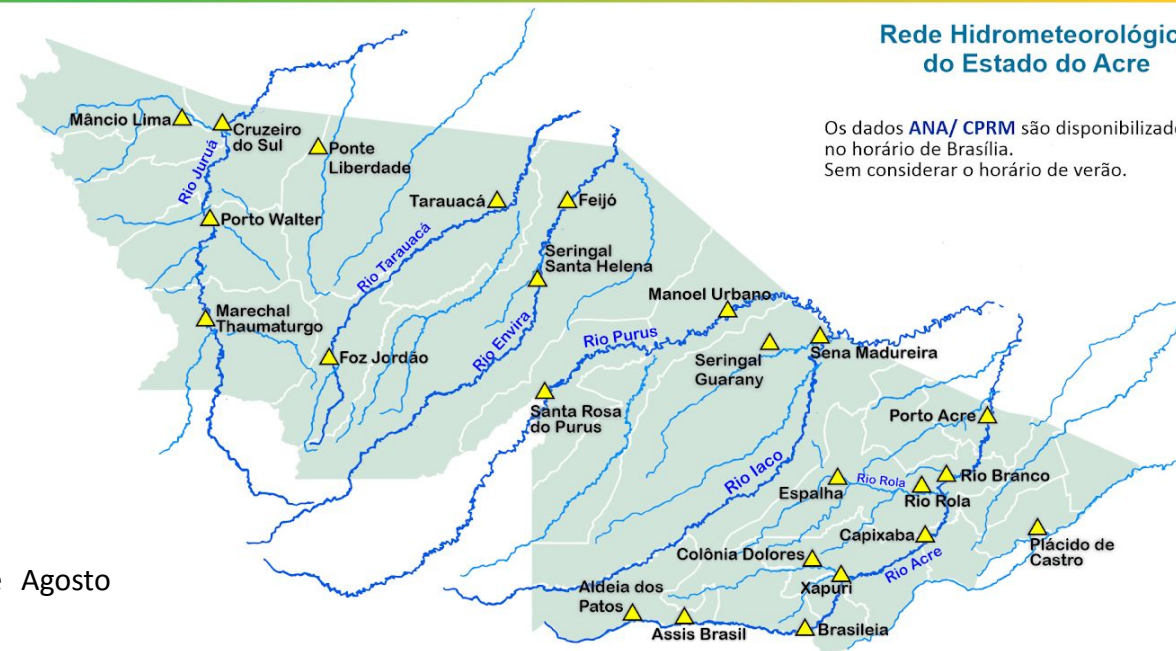 Rede Hidrometeorológic
do Estado do Acre
Os dados ANA/ CPRM são disponibilizad
no horário de Brasília.
Sem considerar o horário de verão.
Mâncio Lima
Cruzeiro
do Sul
Ponte
Liberdade
Rio Juruá
Tarauacá
Feijó
Porto Walter
Rio Tarauacá
Seringal
Santa Helena
Manoel Urbano
Marechal
Thaumaturgo
Rio Envira
Rio Purus
Foz Jordão
Seringal
Guarany
Sena Madureira
Santa Rosa
do Purus
Porto Acre
Rio Iaco
Espalha
Rio Rola
Rio Branco
Rio Rola
Capixaba
Plácido de
Castro
Colônia Dolores
Rio Acre
Xapuri
Agosto
Aldeia dos
Patos
Assis Brasil
Brasileia